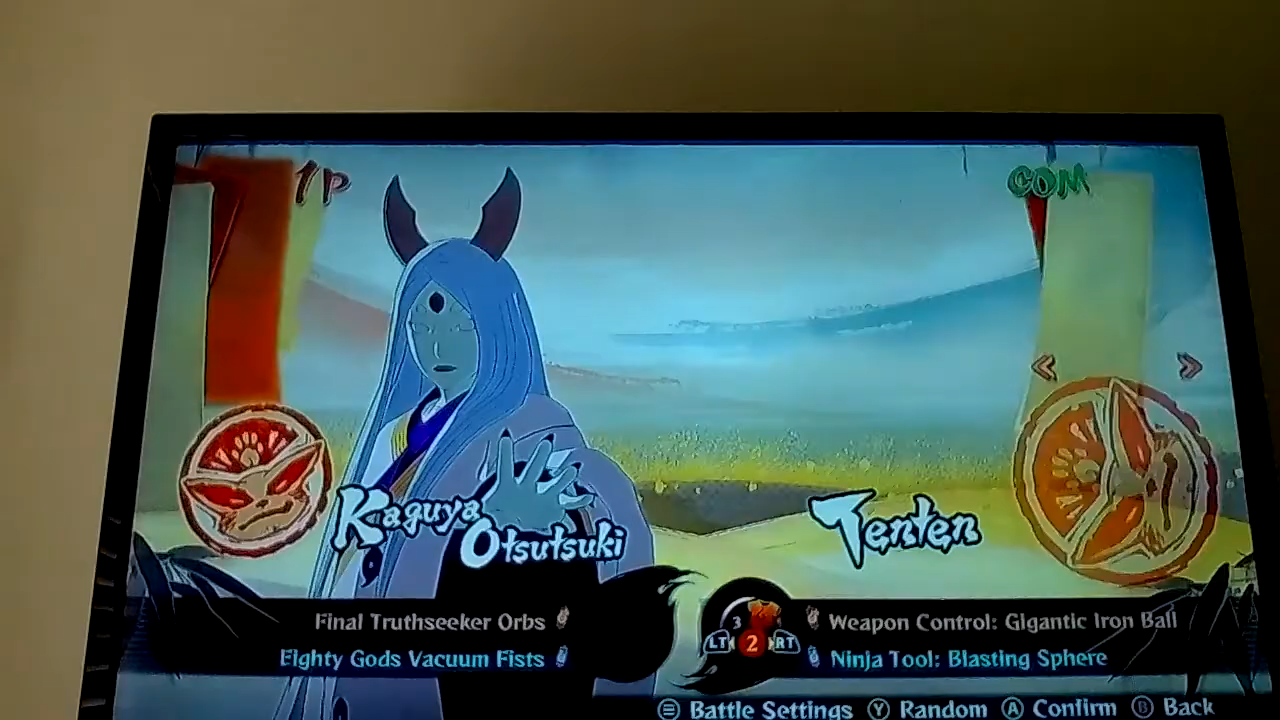 1P
COM
Kaguya
Otsutsuki
Tenten
Final Truthseeker Orbs
Eighty Gods Vacuum Fists
3
LT 2 RT
Weapon Control: Gigantic Iron Ball
Ninja Tool: Blasting Sphere
Battle Settings Y Random A Confirm B Back